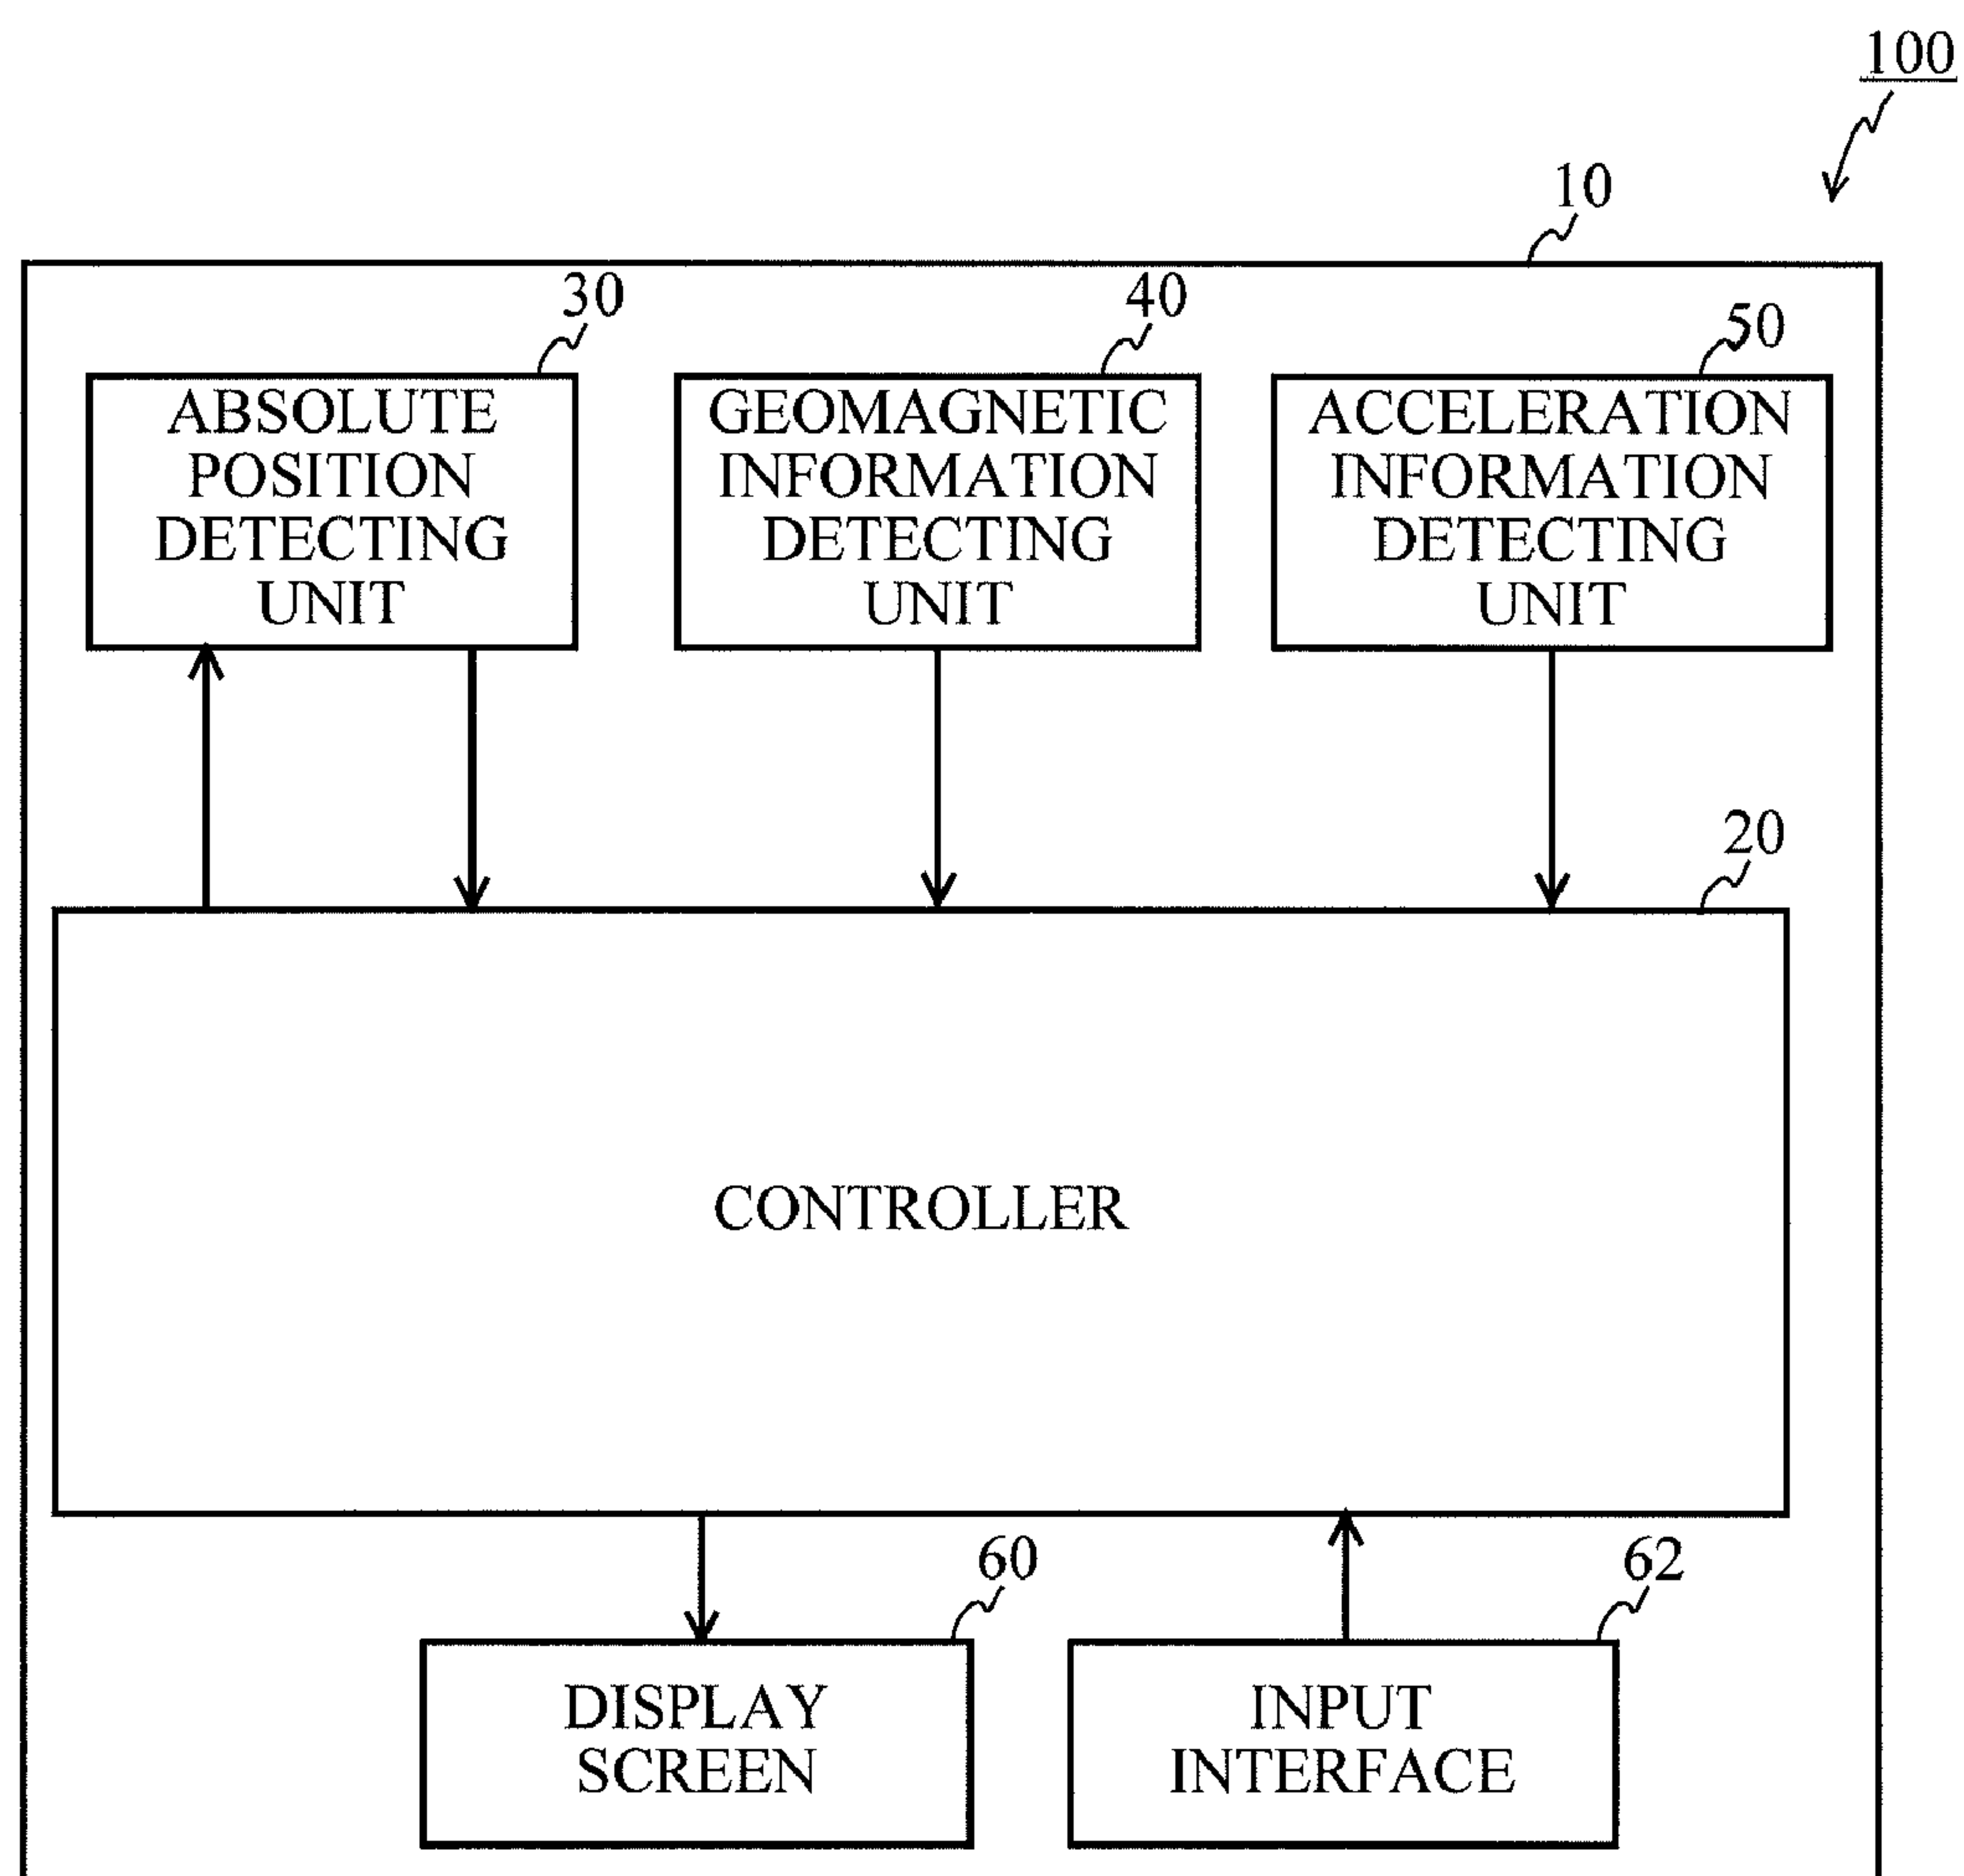 100
10
30
40
50
ABSOLUTE
POSITION
DETECTING
UNIT
GEOMAGNETIC
INFORMATION
DETECTING
UNIT
ACCELERATION
INFORMATION
DETECTING
UNIT
20
CONTROLLER
60
62
DISPLAY
SCREEN
INPUT
INTERFACE